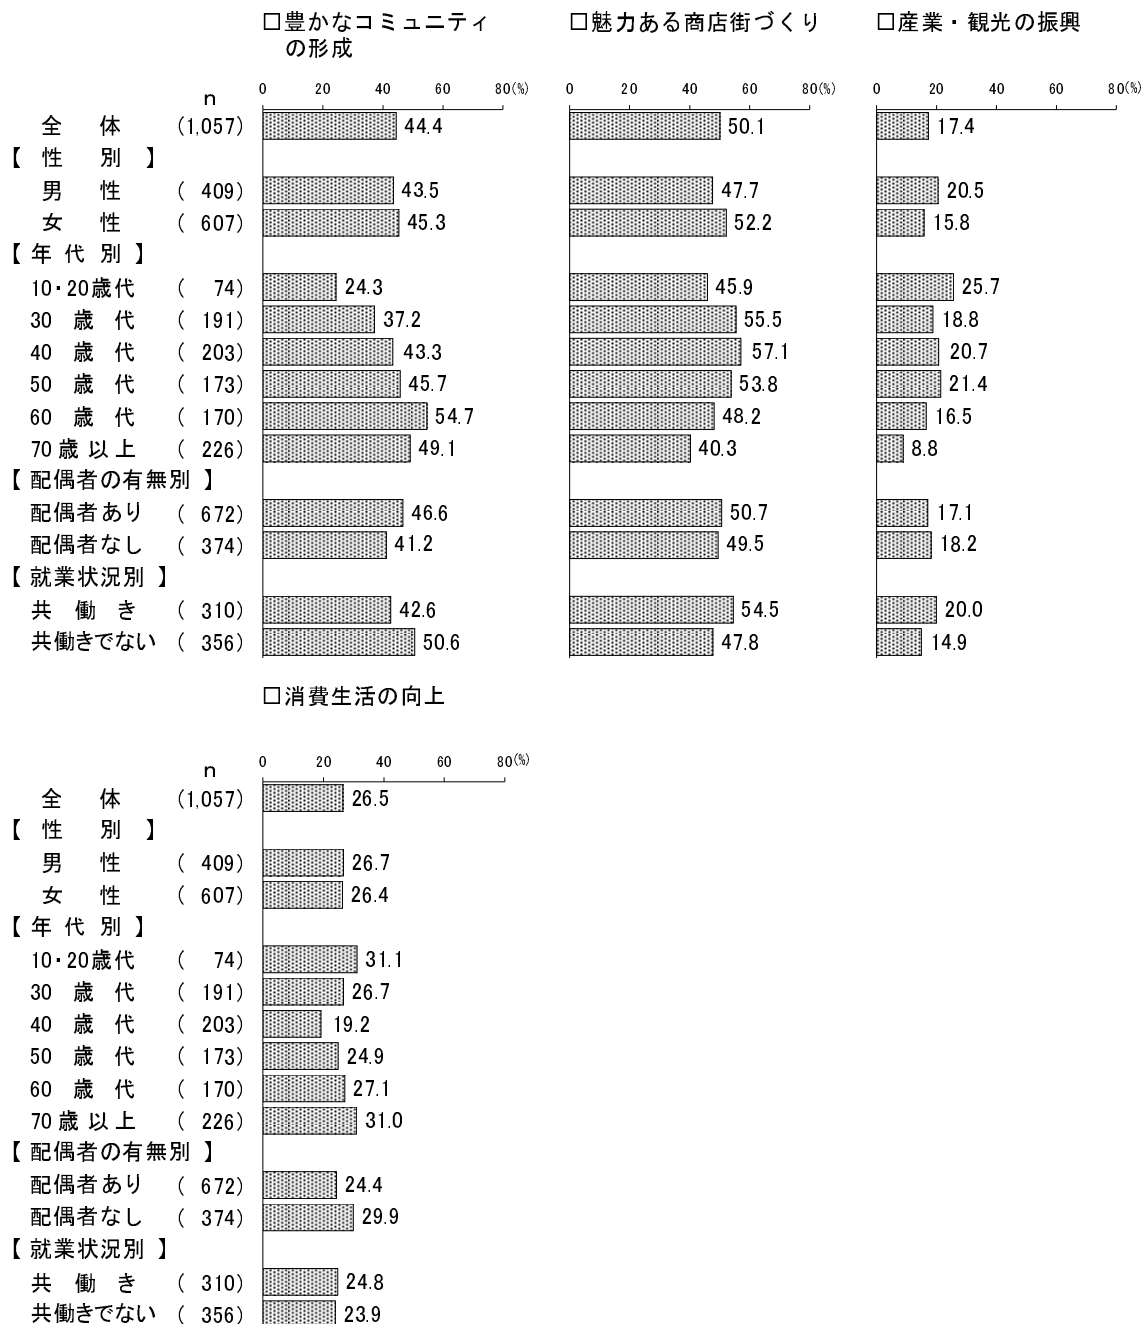 □豊かなコミュニティ の形成 □魅力ある商店街づくり □産業・観光の振興
n 0 20 40 60 80(%) 0 20 40 60 80(%) 0 20 40 60 80(%)
全 体 (1,057) 44.4 50.1 17.4
【 性 別 】
男 性 ( 409) 43.5 47.7 20.5
女 性 ( 607) 45.3 52.2 15.8
【 年 代 別 】
10・20歳代 ( 74) 24.3 45.9 25.7
30 歳 代 ( 191) 37.2 55.5 18.8
40 歳 代 ( 203) 43.3 57.1 20.7
50 歳 代 ( 173) 45.7 53.8 21.4
60 歳 代 ( 170) 54.7 48.2 16.5
70 歳 以 上 ( 226) 49.1 40.3 8.8
【 配偶者の有無別 】
配偶者あり ( 672) 46.6 50.7 17.1
配偶者なし ( 374) 41.2 49.5 18.2
【 就業状況別 】
共 働 き ( 310) 42.6 54.5 20.0
共働きでない ( 356) 50.6 47.8 14.9
□消費生活の向上
n 0 20 40 60 80(%)
全 体 (1,057) 26.5
【 性 別 】
男 性 ( 409) 26.7
女 性 ( 607) 26.4
【 年 代 別 】
10・20歳代 ( 74) 31.1
30 歳 代 ( 191) 26.7
40 歳 代 ( 203) 19.2
50 歳 代 ( 173) 24.9
60 歳 代 ( 170) 27.1
70 歳 以 上 ( 226) 31.0
【 配偶者の有無別 】
配偶者あり ( 672) 24.4
配偶者なし ( 374) 29.9
【 就業状況別 】
共 働 き ( 310) 24.8
共働きでない ( 356) 23.9